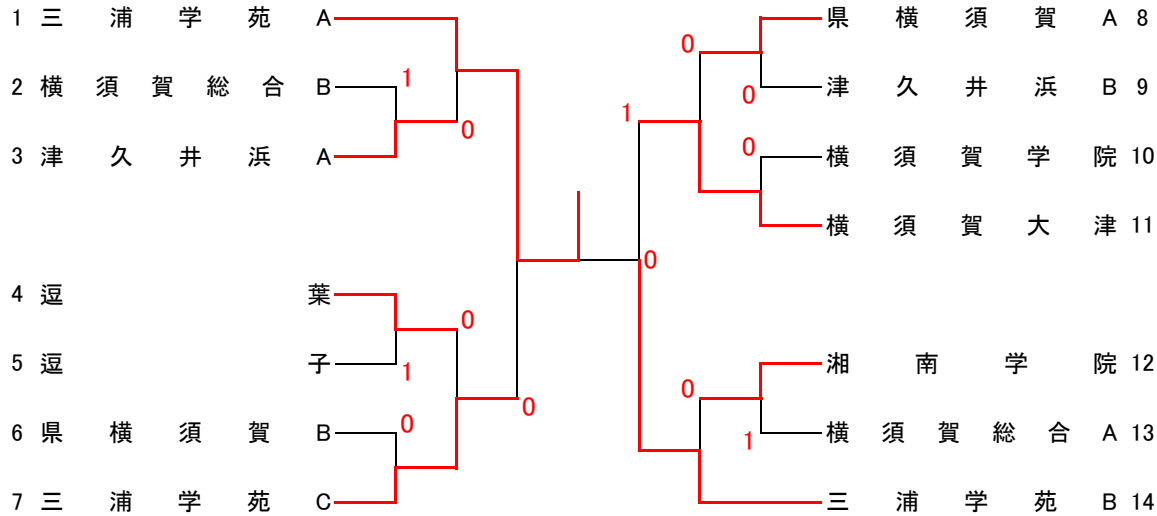 1 三浦学苑 A
県横須賀 A 8
0
2 横須賀総合 B
1
津久井浜 B 9
0
0
1
3 津久井浜 A
0
横須賀学院 10
横須賀大津 11
0
4 逗葉
0
5 逗子
1
湘南学院 12
0
0
6 県横須賀 B
0
横須賀総合 A 13
1
7 三浦学苑 C
三浦学苑 B 14